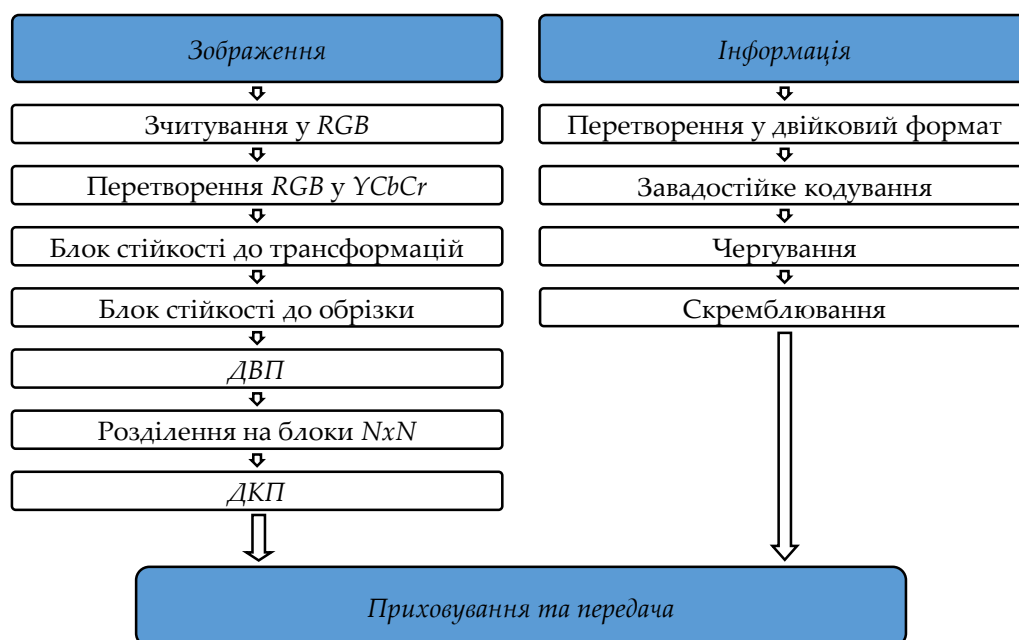 Зображення
Зчитування у RGB
Перетворення RGB у YCbCr
Блок стійкості до трансформацій
Блок стійкості до обрізки
ДВП
Розділення на блоки NxN
ДКП
Інформація
Перетворення у двійковий формат
Завадостійке кодування
Чергування
Скремблювання
Приховування та передача